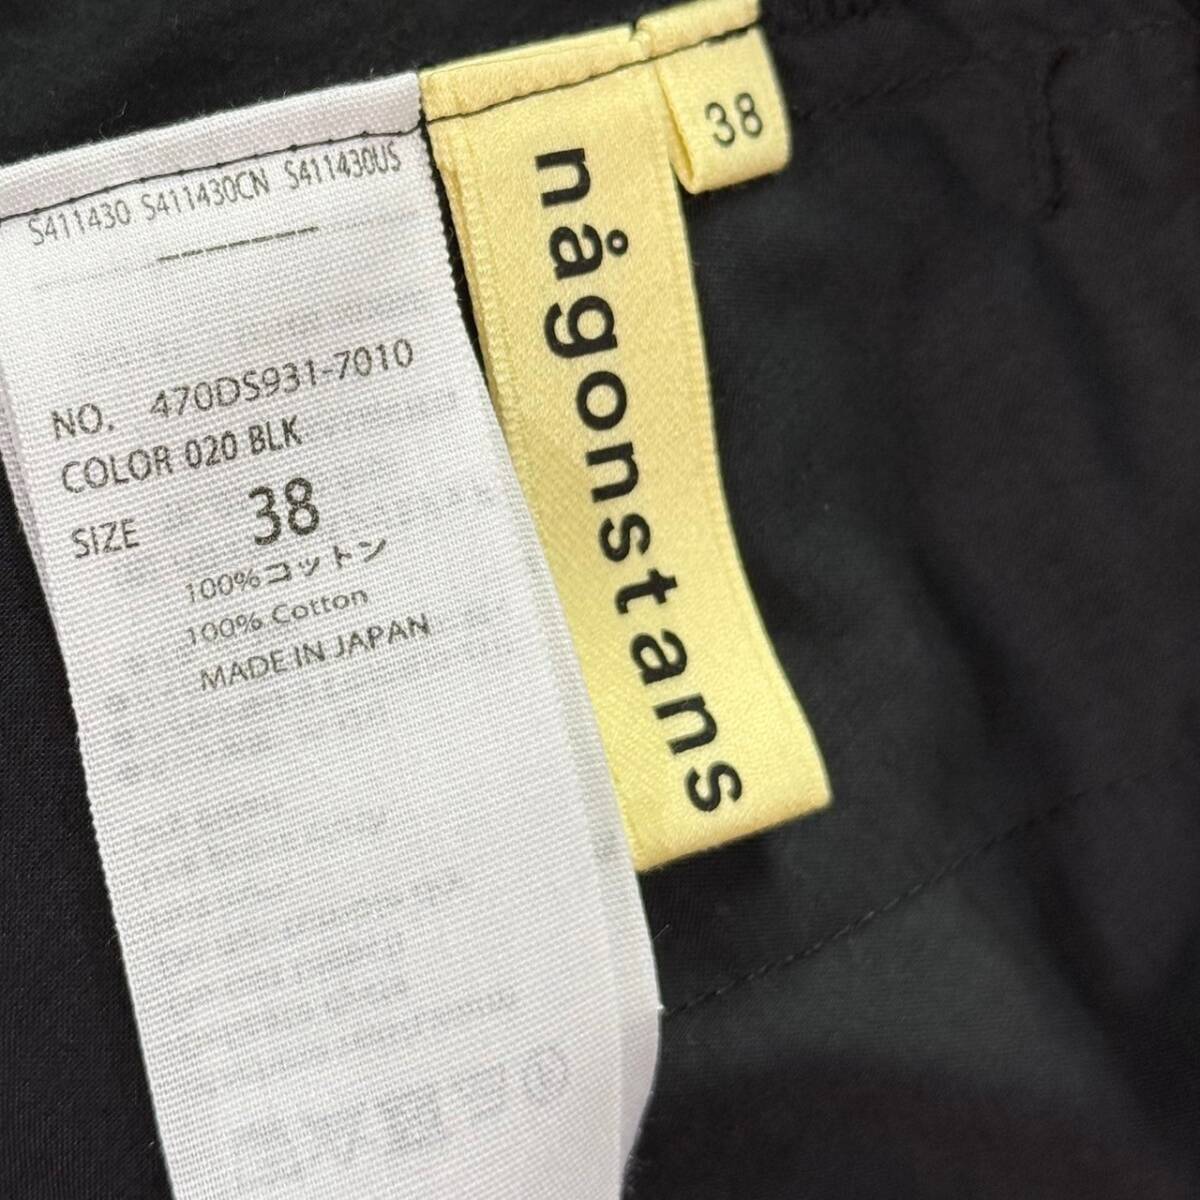 S411430 S411430CN S411430US
------
NO. 470DS931-7010
COLOR 020 BLK
SIZE 38
100%コットン
100% Cotton
MADE IN JAPAN
någonstans
38